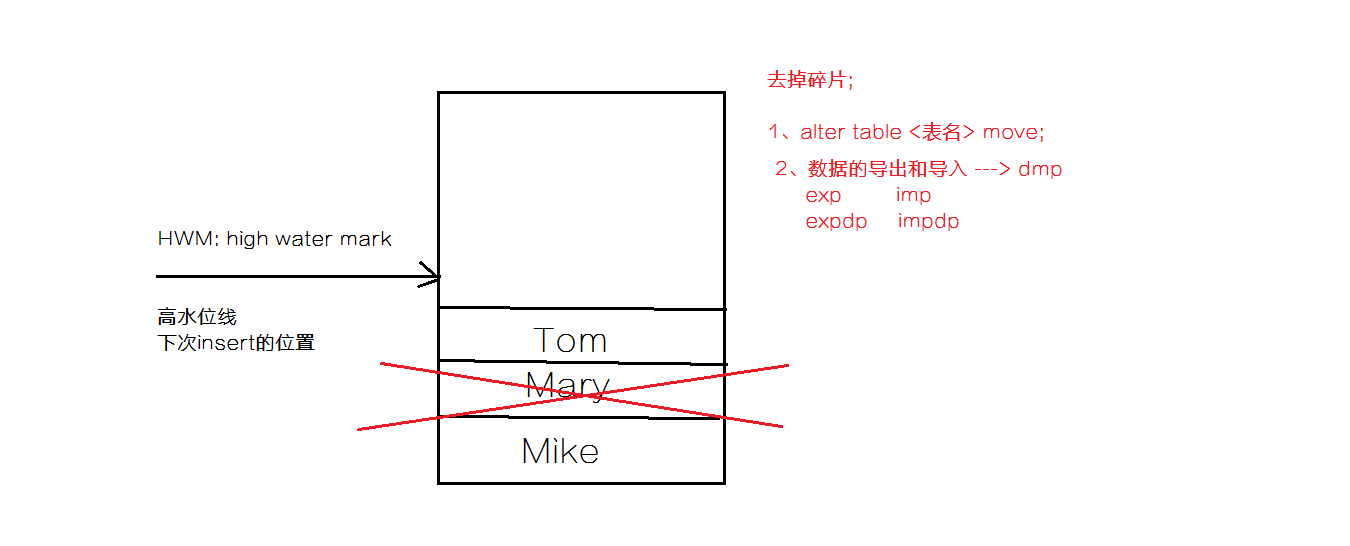 去掉碎片;
1、alter table <表名> move;
2、数据的导出和导入 ---> dmp
exp imp
expdp impdp
HWM: high water mark
高水位线
下次insert的位置
Tom
Mary
Mike